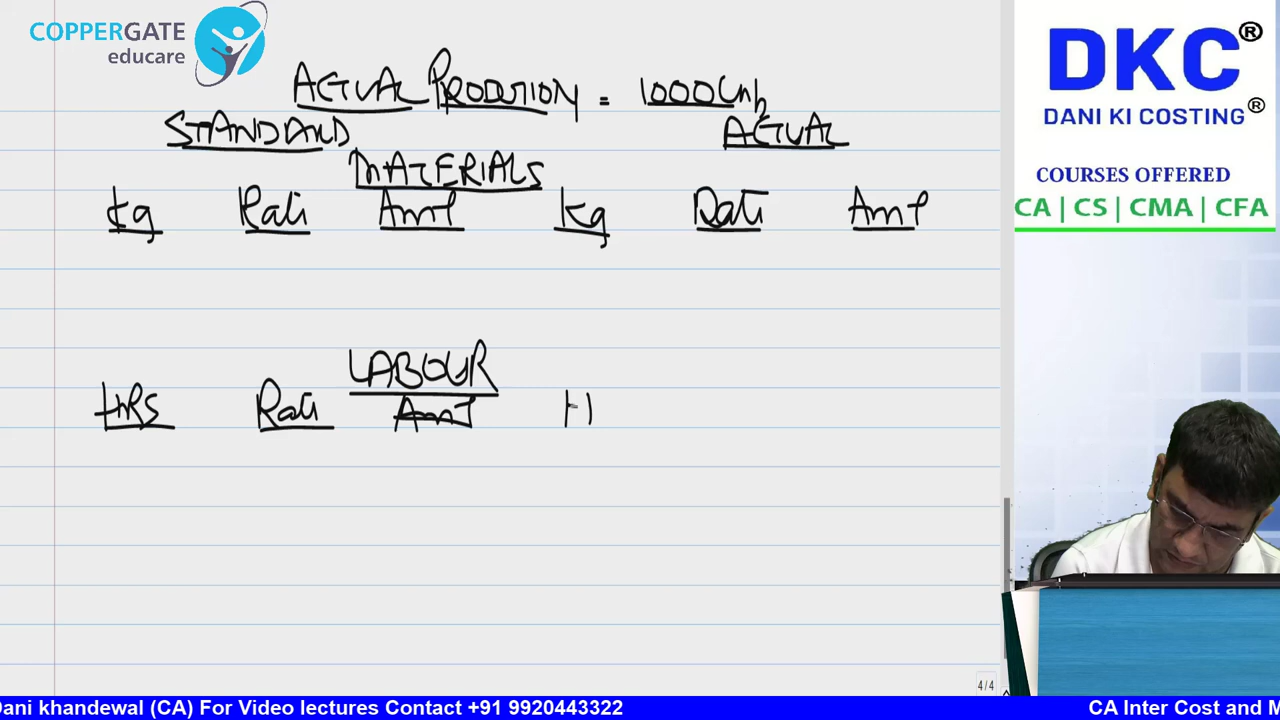 COPPERGATE
educare
ACTUAL PRODUTION = 1000 Units
STANDARD ACTUAL
MATERIALS
Kg Rate Amt Kg Rate Amt
LABOUR
HRS Rate Amt H
4/4
DKC®
DANI KI COSTING®
COURSES OFFERED
CA | CS | CMA | CFA
Dani khandewal (CA) For Video lectures Contact +91 9920443322 CA Inter Cost and M